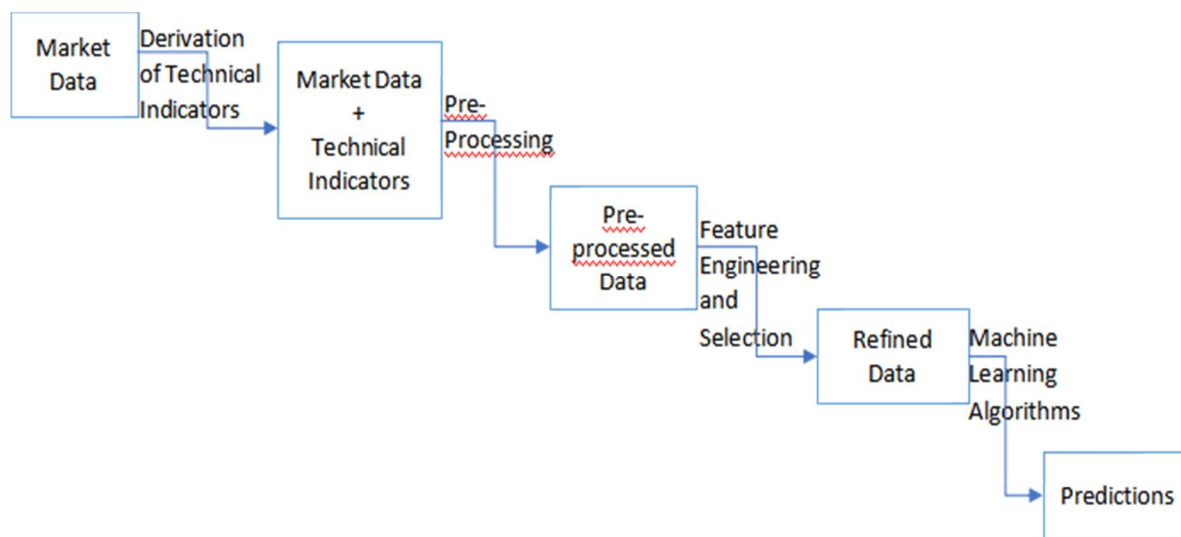 Market
Data
Derivation
of Technical
Indicators
Market Data
+
Technical
Indicators
Pre-
Processing
Pre-
processed
Data
Feature
Engineering
and
Selection
Refined
Data
Machine
Learning
Algorithms
Predictions